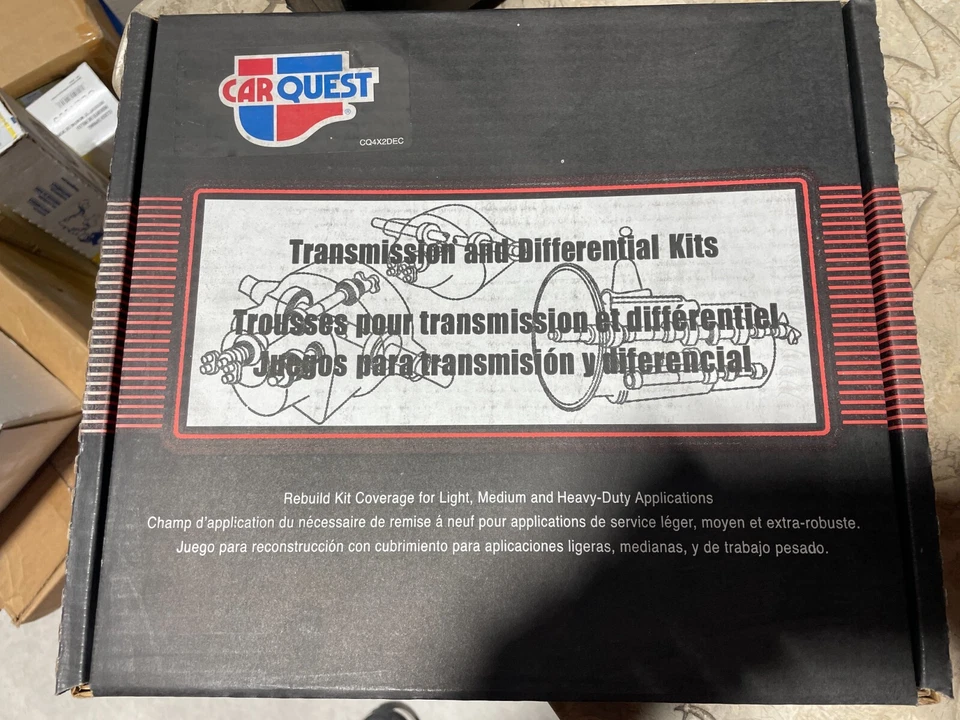 CARQUEST
®
CQ4X2DEC
Transmission and Differential Kits
Trousses pour transmission et différentiel
Juegos para transmisión y diferencial
Rebuild Kit Coverage for Light, Medium and Heavy-Duty Applications
Champ d'application du nécessaire de remise á neuf pour applications de service léger, moyen et extra-robuste.
Juego para reconstrucción con cubrimiento para aplicaciones ligeras, medianas, y de trabajo pesado.